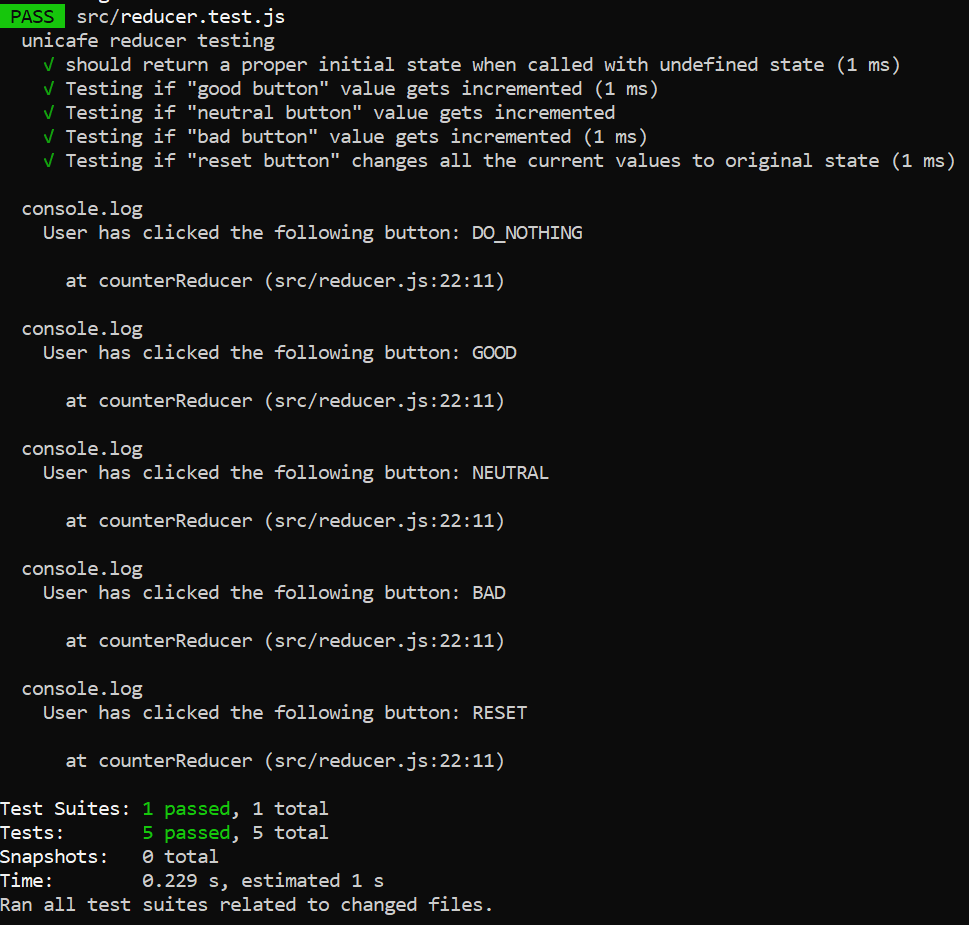 PASS src/reducer.test.js
unicafe reducer testing
√ should return a proper initial state when called with undefined state (1 ms)
√ Testing if "good button" value gets incremented (1 ms)
√ Testing if "neutral button" value gets incremented
√ Testing if "bad button" value gets incremented (1 ms)
√ Testing if "reset button" changes all the current values to original state (1 ms)
console.log
User has clicked the following button: DO_NOTHING
at counterReducer (src/reducer.js:22:11)
console.log
User has clicked the following button: GOOD
at counterReducer (src/reducer.js:22:11)
console.log
User has clicked the following button: NEUTRAL
at counterReducer (src/reducer.js:22:11)
console.log
User has clicked the following button: BAD
at counterReducer (src/reducer.js:22:11)
console.log
User has clicked the following button: RESET
at counterReducer (src/reducer.js:22:11)
Test Suites: 1 passed, 1 total
Tests: 5 passed, 5 total
Snapshots: 0 total
Time: 0.229 s, estimated 1 s
Ran all test suites related to changed files.